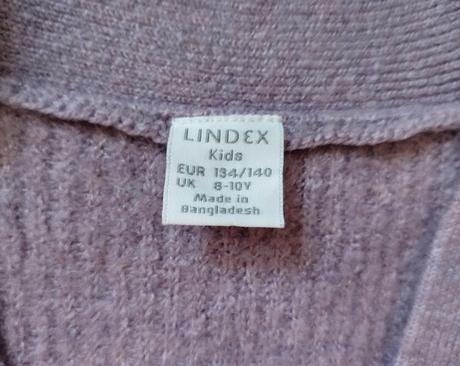 LINDEX
Kids
EUR 134/140
UK 8-10Y
Made in
Bangladesh